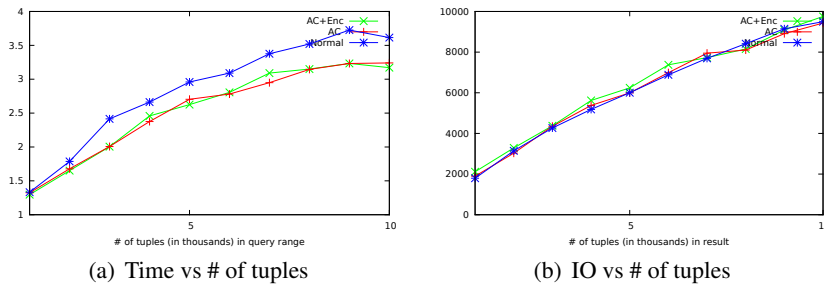 4
3.5
3
2.5
2
1.5
1
5
10
AC+Enc
AC
Normal
# of tuples (in thousands) in query range
(a) Time vs # of tuples
10000
8000
6000
4000
2000
0
5
1
AC+Enc
AC
Normal
# of tuples (in thousands) in result
(b) IO vs # of tuples